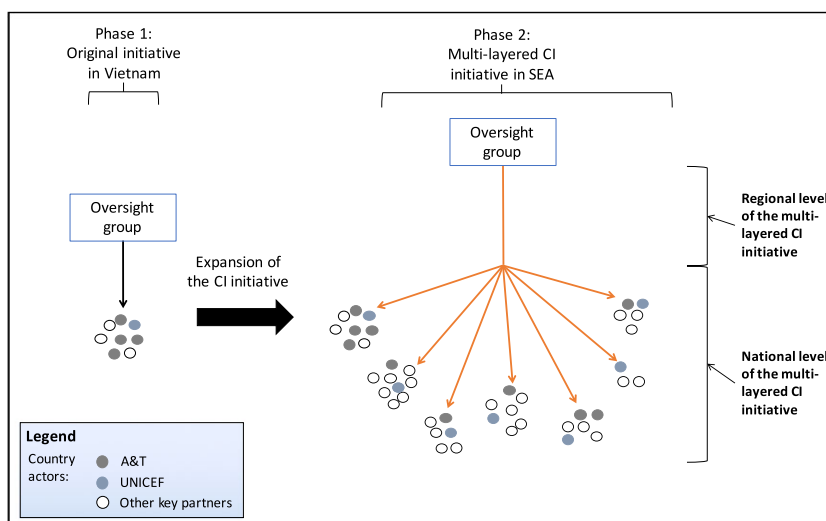 Phase 1:
Original initiative
in Vietnam
Phase 2:
Multi-layered CI
initiative in SEA
Oversight
group
Oversight
group
Expansion of
the CI initiative
Regional level
of the multi-
layered CI
initiative
National level
of the multi-
layered CI
initiative
Legend
Country
actors:
A&T
UNICEF
Other key partners